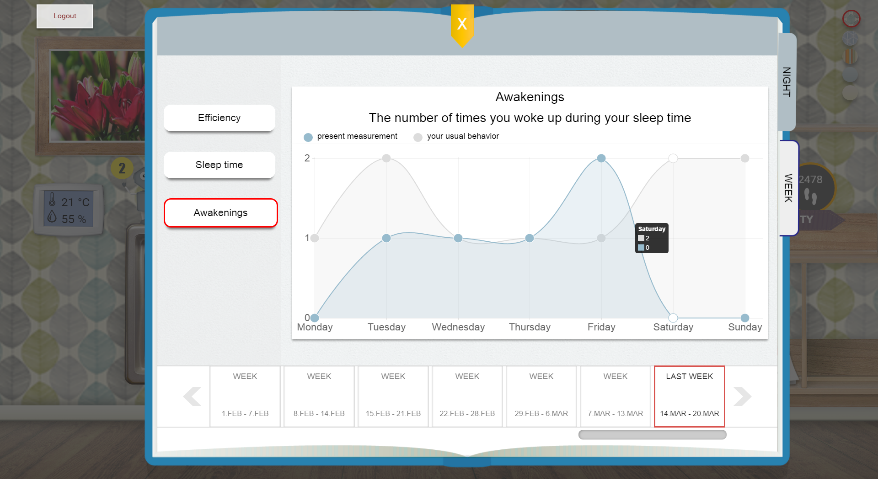 Logout
X
NIGHT
WEEK
Efficiency
Sleep time
Awakenings
Awakenings
The number of times you woke up during your sleep time
present measurement
your usual behavior
2
1
0
Saturday
2
0
Monday Tuesday Wednesday Thursday Friday Saturday Sunday
2
21 °C
55 %
2478
TY
WEEK
1 FEB - 7 FEB
WEEK
8 FEB - 14 FEB
WEEK
15 FEB - 21 FEB
WEEK
22 FEB - 28 FEB
WEEK
29 FEB - 6 MAR
WEEK
7 MAR - 13 MAR
LAST WEEK
14 MAR - 20 MAR